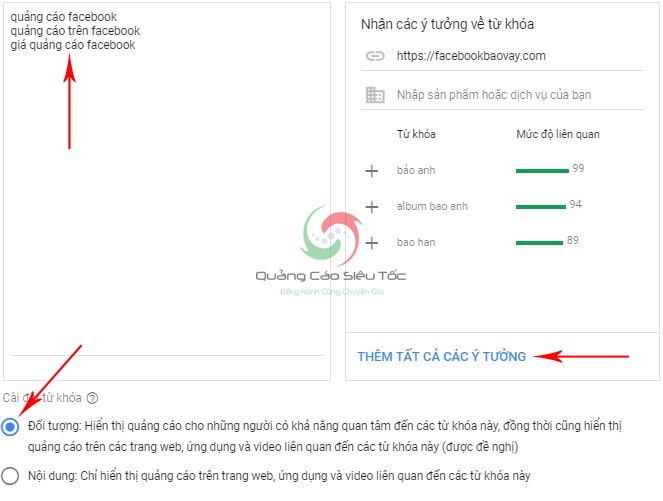 quảng cáo facebook
quảng cáo trên facebook
giá quảng cáo facebook
Nhận các ý tưởng về từ khóa
https://facebookbaovay.com
Nhập sản phẩm hoặc dịch vụ của bạn
Từ khóa Mức độ liên quan
bảo anh 99
album bao anh 94
bao han 89
Quảng Cáo Siêu Tốc
Đồng Hành Cùng Chuyên Gia
THÊM TẤT CẢ CÁC Ý TƯỞNG
Cài từ khóa
Đối tượng: Hiển thị quảng cáo cho những người có khả năng quan tâm đến các từ khóa này, đồng thời cũng hiển thị
quảng cáo trên các trang web, ứng dụng và video liên quan đến các từ khóa này (được đề nghị)
Nội dung: Chỉ hiển thị quảng cáo trên trang web, ứng dụng và video liên quan đến các từ khóa này